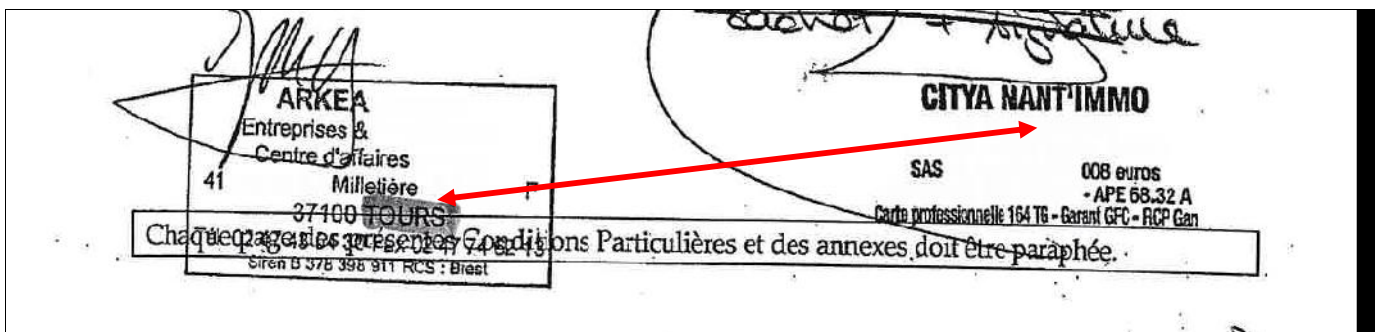 cachet + signature
ARKEA
Entreprises &
Centre d'affaires
41 Milletière F
37100 TOURS
CITYA NANT'IMMO
SAS 008 euros
- APE 68.32 A
Carte professionnelle 164 T6 - Garant GFC - RCP Gan
Chaque page des présentes Conditions Particulières et des annexes doit être paraphée.
Siren B 378 398 911 RCS : Brest